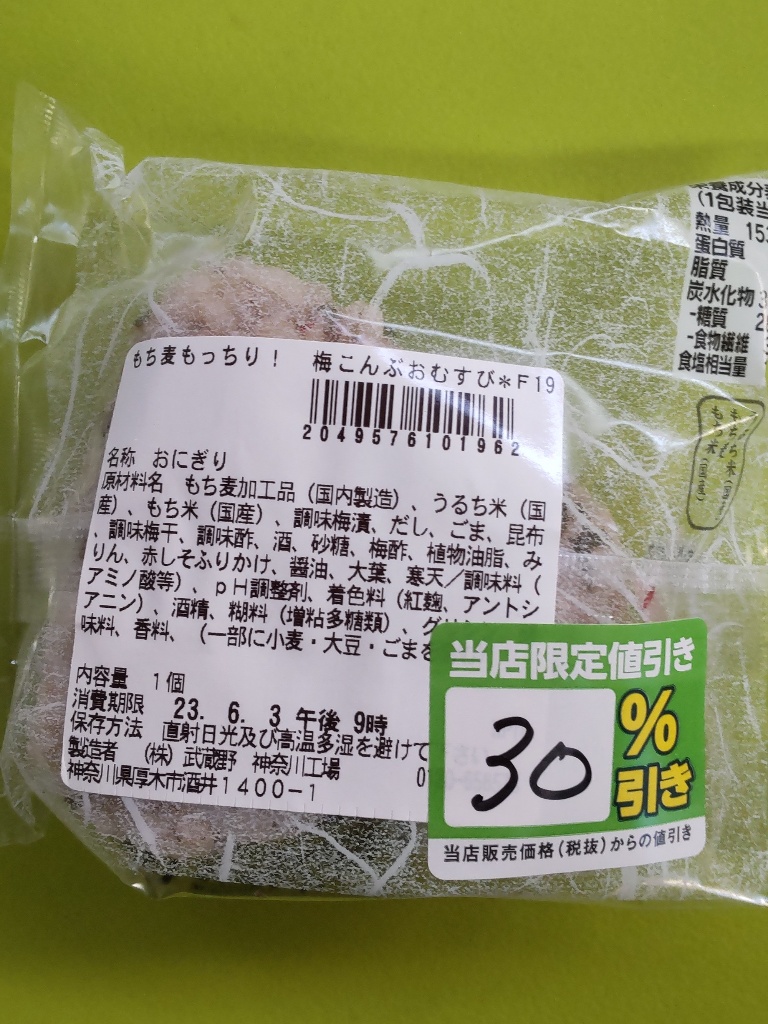 (1包装当
熱量 153
蛋白質
脂質
炭水化物 3
-糖質 2
-食物繊維
食塩相当量
もち麦もっちり！ 梅こんぶおむすび＊F19
2049576101962
名称 おにぎり
原材料名 もち麦加工品（国内製造）、うるち米（国
産）、もち米（国産）、調味梅漬、だし、ごま、昆布
、調味梅干、調味酢、酒、砂糖、梅酢、植物油脂、み
りん、赤しそふりかけ、醤油、大葉、寒天／調味料（
アミノ酸等）、pH調整剤、着色料（紅麹、アントシ
アニン）、酒精、糊料（増粘多糖類）、グリシン
味料、香料、（一部に小麦・大豆・ごまを
内容量 1個
消費期限 23. 6. 3 午後 9時
保存方法 直射日光及び高温多湿を避けて
製造者 （株）武蔵野 神奈川工場
神奈川県厚木市酒井1400-1
当店限定値引き
30
%
引き
当店販売価格(税抜)からの値引き